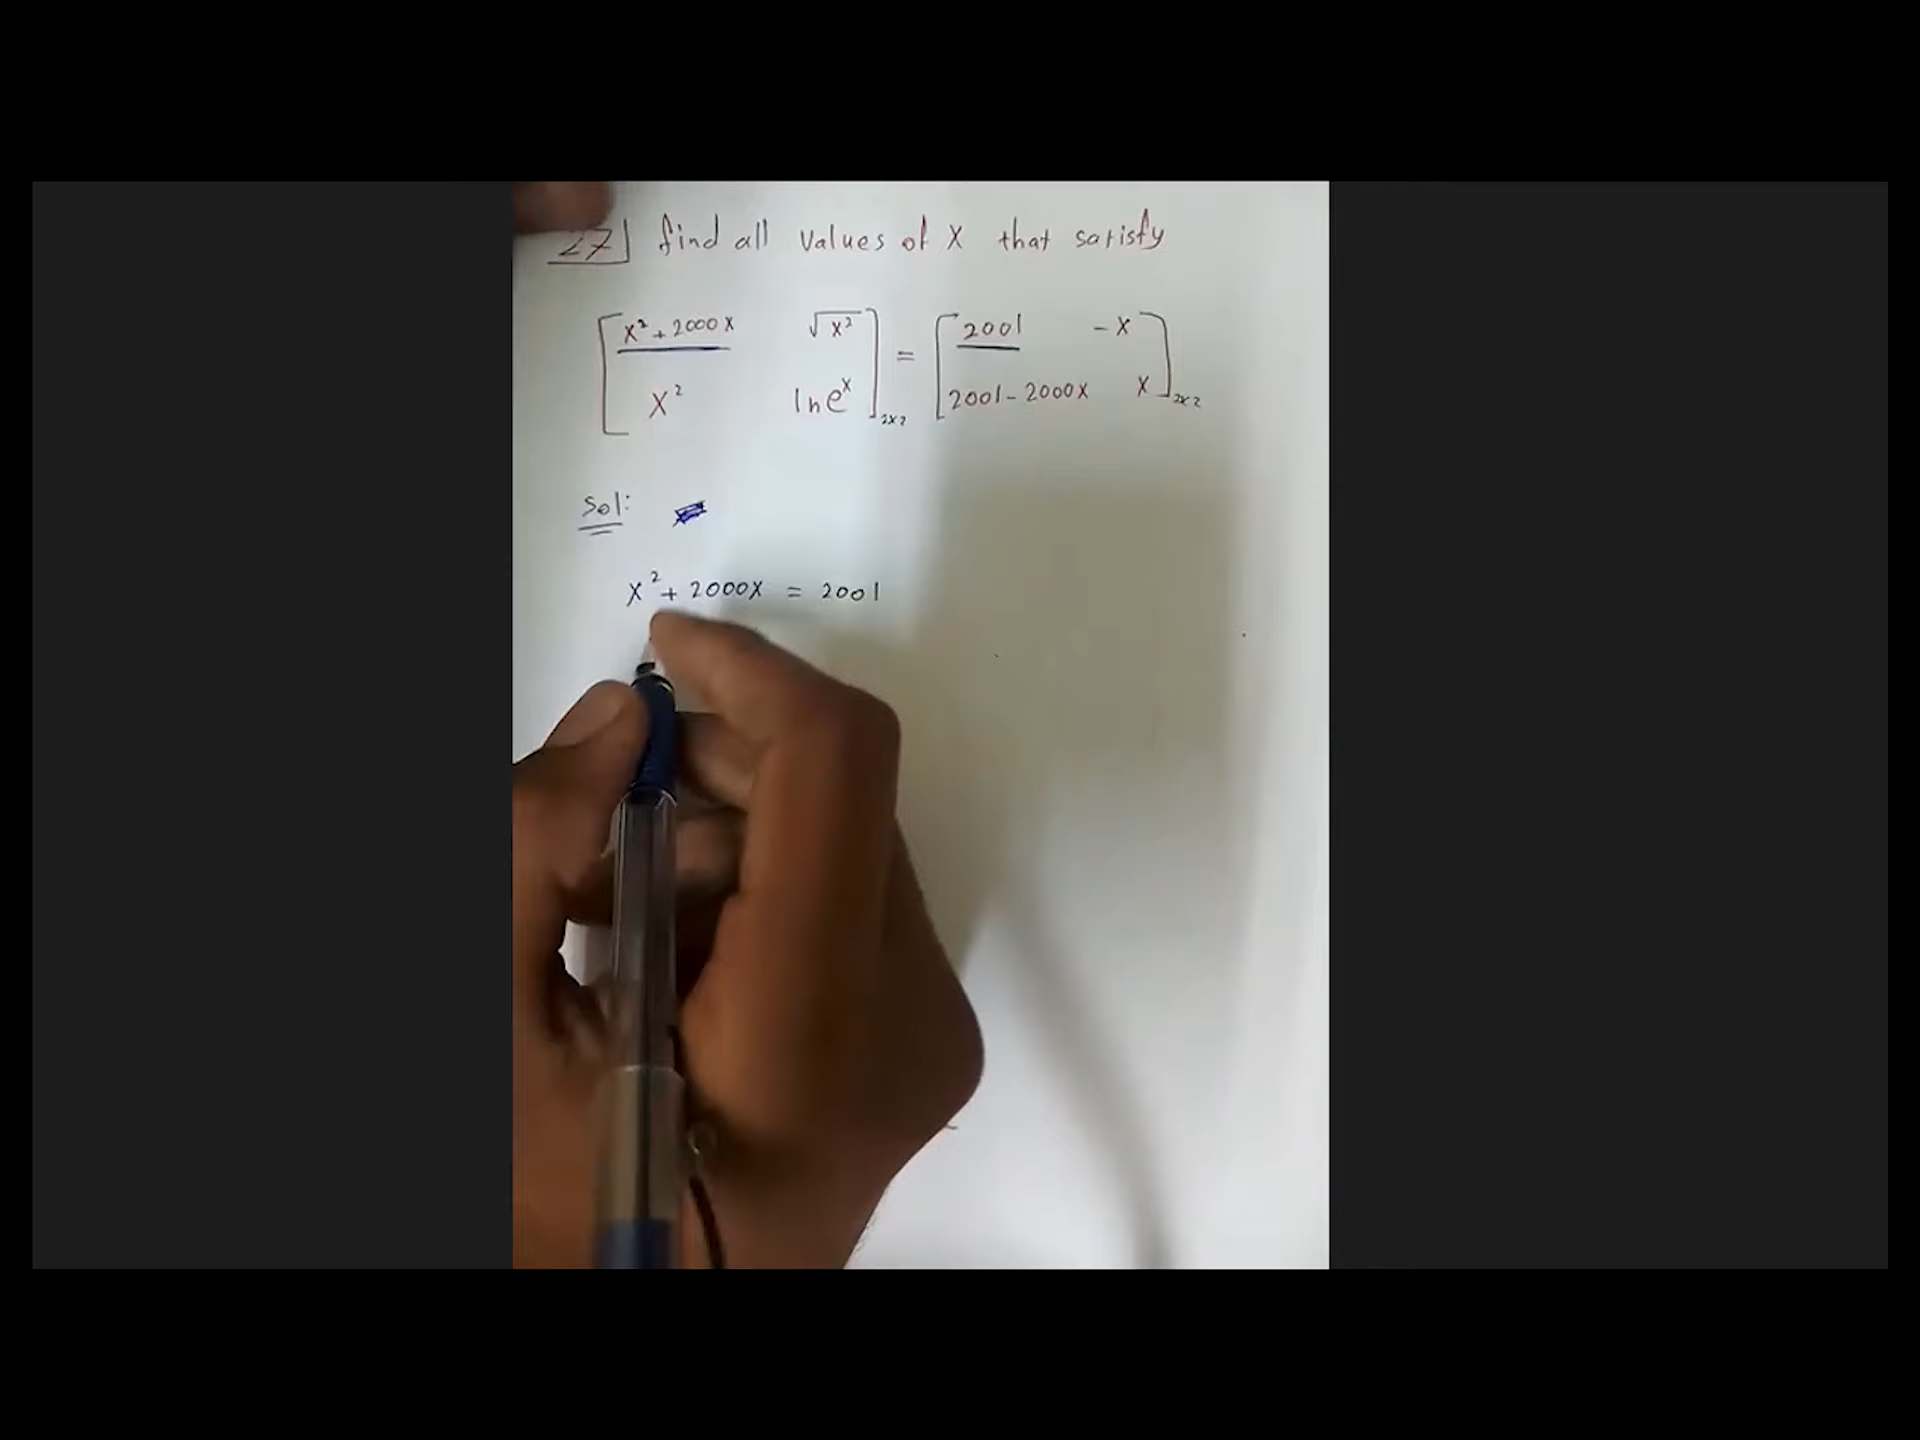 27] find all values of x that satisfy
[x² + 2000x √x² ; x² ln eˣ]₂ₓ₂ = [2001 -x ; 2001 - 2000x x]₂ₓ₂
Sol:
x² + 2000x = 2001